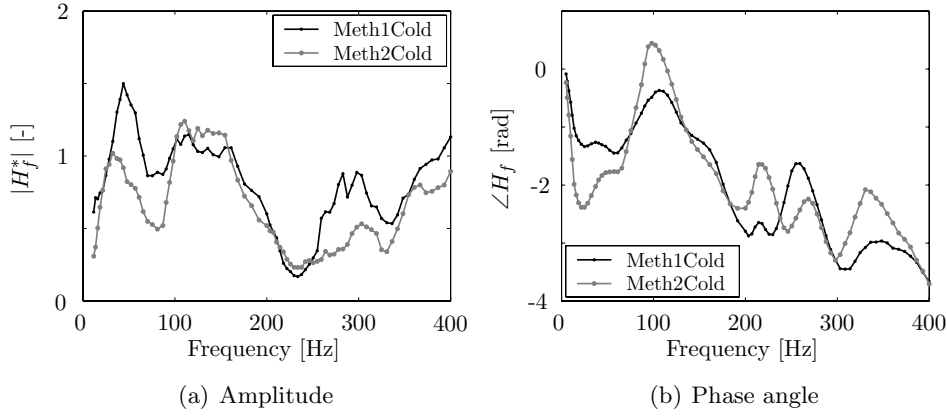 2
1
0
|H*f| [-]
Meth1Cold
Meth2Cold
0 100 200 300 400
Frequency [Hz]
(a) Amplitude
0
-2
-4
∠Hf [rad]
Meth1Cold
Meth2Cold
0 100 200 300 400
Frequency [Hz]
(b) Phase angle